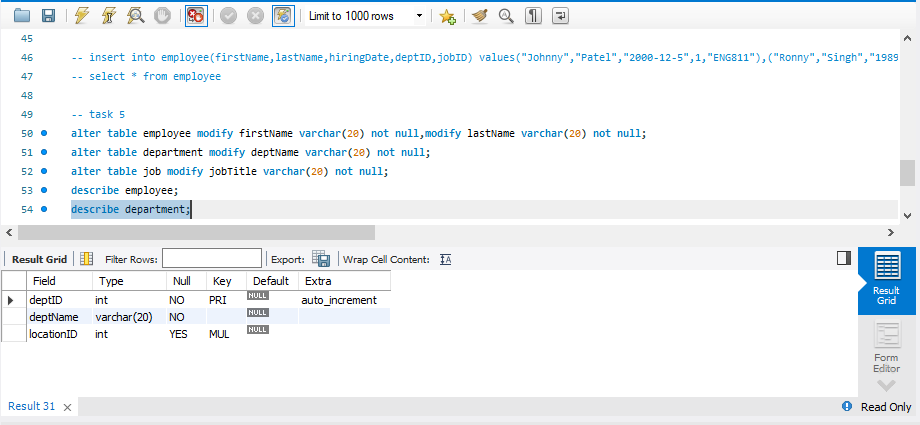 Limit to 1000 rows
45
46 -- insert into employee(firstName,lastName,hiringDate,deptID,jobID) values("Johnny","Patel","2000-12-5",1,"ENG811"),("Ronny","Singh","1989
47 -- select * from employee
48
49 -- task 5
50 alter table employee modify firstName varchar(20) not null,modify lastName varchar(20) not null;
51 alter table department modify deptName varchar(20) not null;
52 alter table job modify jobTitle varchar(20) not null;
53 describe employee;
54 describe department;
Result Grid Filter Rows: Export: Wrap Cell Content: IA
Field Type Null Key Default Extra
deptID int NO PRI NULL auto_increment
deptName varchar(20) NO NULL
locationID int YES MUL NULL
Result
Grid
Form
Editor
Result 31 × Read Only